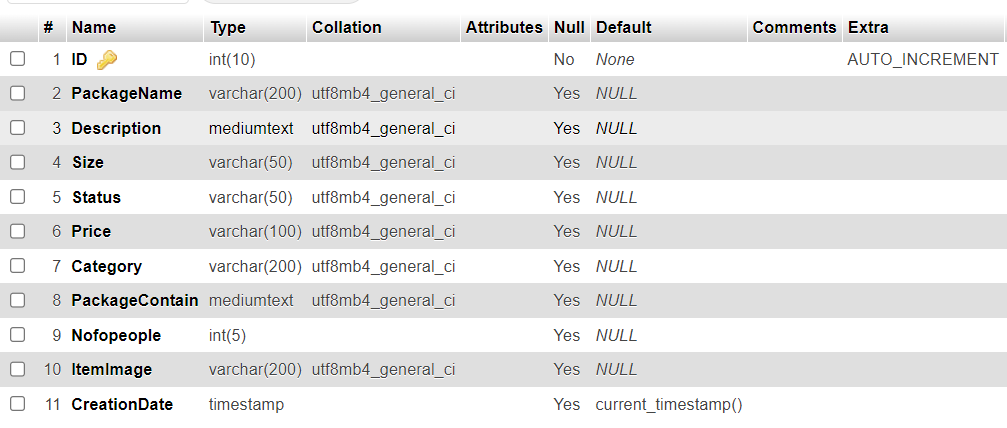 # Name Type Collation Attributes Null Default Comments Extra
1 ID int(10) No None AUTO_INCREMENT
2 PackageName varchar(200) utf8mb4_general_ci Yes NULL
3 Description mediumtext utf8mb4_general_ci Yes NULL
4 Size varchar(50) utf8mb4_general_ci Yes NULL
5 Status varchar(50) utf8mb4_general_ci Yes NULL
6 Price varchar(100) utf8mb4_general_ci Yes NULL
7 Category varchar(200) utf8mb4_general_ci Yes NULL
8 PackageContain mediumtext utf8mb4_general_ci Yes NULL
9 Nofopeople int(5) Yes NULL
10 ItemImage varchar(200) utf8mb4_general_ci Yes NULL
11 CreationDate timestamp Yes current_timestamp()